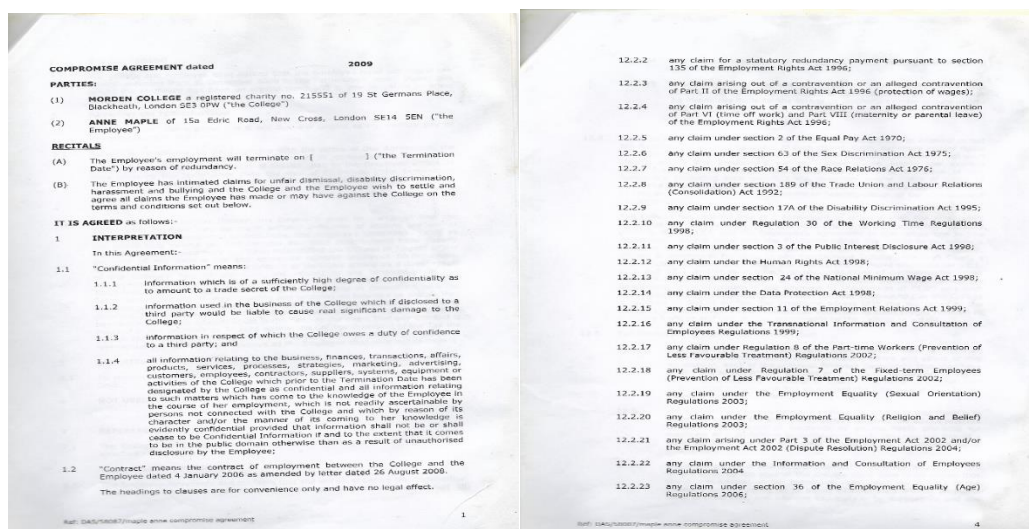 COMPROMISE AGREEMENT dated 2009
PARTIES:
(1) MORDEN COLLEGE a registered charity no. 215551 of 19 St Germans Place,
Blackheath, London SE3 0PW ("the College")
(2) ANNE MAPLE of 15a Edric Road, New Cross, London SE14 5EN ("the
Employee")
RECITALS
(A) The Employee's employment will terminate on [ ] ("the Termination
Date") by reason of redundancy.
(B) The Employee has intimated claims for unfair dismissal, disability discrimination,
harassment and bullying and the College and the Employee wish to settle and
agree all claims the Employee has made or may have against the College on the
terms and conditions set out below.
IT IS AGREED as follows:-
1 INTERPRETATION
In this Agreement:-
1.1 "Confidential Information" means:
1.1.1 information which is of a sufficiently high degree of confidentiality as
to amount to a trade secret of the College;
1.1.2 information used in the business of the College which if disclosed to a
third party would be liable to cause real significant damage to the
College;
1.1.3 information in respect of which the College owes a duty of confidence
to a third party; and
1.1.4 all information relating to the business, finances, transactions, affairs,
products, services, processes, strategies, marketing, advertising,
customers, employees, contractors, suppliers, systems, equipment or
activities of the College which prior to the Termination Date has been
designated by the College as confidential and all information relating
to such matters which has come to the knowledge of the Employee in
the course of her employment, which is not readily ascertainable by
persons not connected with the College and which by reason of its
character and/or the manner of its coming to her knowledge is
evidently confidential provided that information shall not be or shall
cease to be Confidential Information if and to the extent that it comes
to be in the public domain otherwise than as a result of unauthorised
disclosure by the Employee;
1.2 "Contract" means the contract of employment between the College and the
Employee dated 4 January 2006 as amended by letter dated 26 August 2008.
The headings to clauses are for convenience only and have no legal effect.
1
maple anne compromise agreement
12.2.2 any claim for a statutory redundancy payment pursuant to section
135 of the Employment Rights Act 1996;
12.2.3 any claim arising out of a contravention or an alleged contravention
of Part II of the Employment Rights Act 1996 (protection of wages);
12.2.4 any claim arising out of a contravention or an alleged contravention
of Part VI (time off work) and Part VIII (maternity or parental leave)
of the Employment Rights Act 1996;
12.2.5 any claim under section 2 of the Equal Pay Act 1970;
12.2.6 any claim under section 63 of the Sex Discrimination Act 1975;
12.2.7 any claim under section 54 of the Race Relations Act 1976;
12.2.8 any claim under section 189 of the Trade Union and Labour Relations
(Consolidation) Act 1992;
12.2.9 any claim under section 17A of the Disability Discrimination Act 1995;
12.2.10 any claim under Regulation 30 of the Working Time Regulations
1998;
12.2.11 any claim under section 3 of the Public Interest Disclosure Act 1998;
12.2.12 any claim under the Human Rights Act 1998;
12.2.13 any claim under section 24 of the National Minimum Wage Act 1998;
12.2.14 any claim under the Data Protection Act 1998;
12.2.15 any claim under section 11 of the Employment Relations Act 1999;
12.2.16 any claim under the Transnational Information and Consultation of
Employees Regulations 1999;
12.2.17 any claim under Regulation 8 of the Part-time Workers (Prevention of
Less Favourable Treatment) Regulations 2002;
12.2.18 any claim under Regulation 7 of the Fixed-term Employees
(Prevention of Less Favourable Treatment) Regulations 2002;
12.2.19 any claim under the Employment Equality (Sexual Orientation)
Regulations 2003;
12.2.20 any claim under the Employment Equality (Religion and Belief)
Regulations 2003;
12.2.21 any claim arising under Part 3 of the Employment Act 2002 and/or
the Employment Act 2002 (Dispute Resolution) Regulations 2004;
12.2.22 any claim under the Information and Consultation of Employees
Regulations 2004
12.2.23 any claim under section 36 of the Employment Equality (Age)
Regulations 2006;
maple anne compromise agreement
4